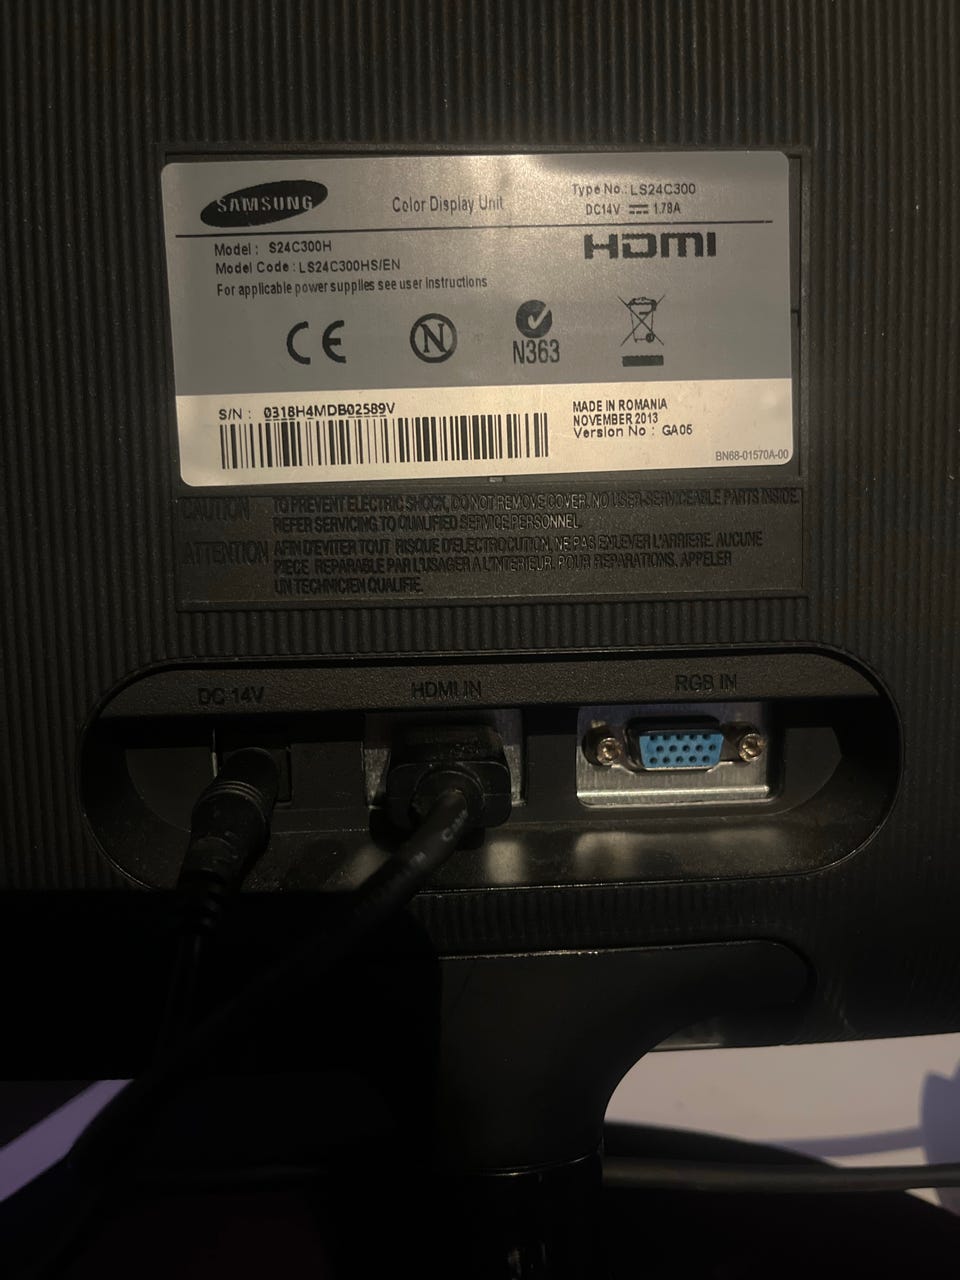 SAMSUNG
Color Display Unit
Type No.: LS24C300
DC14V 1.78A
Model : S24C300H
HDMI
Model Code : LS24C300HS/EN
For applicable power supplies see user instructions
CE
N
N363
S/N : 0318H4MDB02589V
MADE IN ROMANIA
NOVEMBER 2013
Version No : GA05
BN68-01570A-00
CAUTION TO PREVENT ELECTRIC SHOCK, DO NOT REMOVE COVER. NO USER-SERVICEABLE PARTS INSIDE.
REFER SERVICING TO QUALIFIED SERVICE PERSONNEL.
ATTENTION AFIN D'EVITER TOUT RISQUE D'ELECTROCUTION, NE PAS ENLEVER L'ARRIERE. AUCUNE
PIECE REPARABLE PAR L'USAGER A L'INTERIEUR. POUR REPARATIONS, APPELER
UN TECHNICIEN QUALIFIE.
DC 14V
HDMI IN
RGB IN